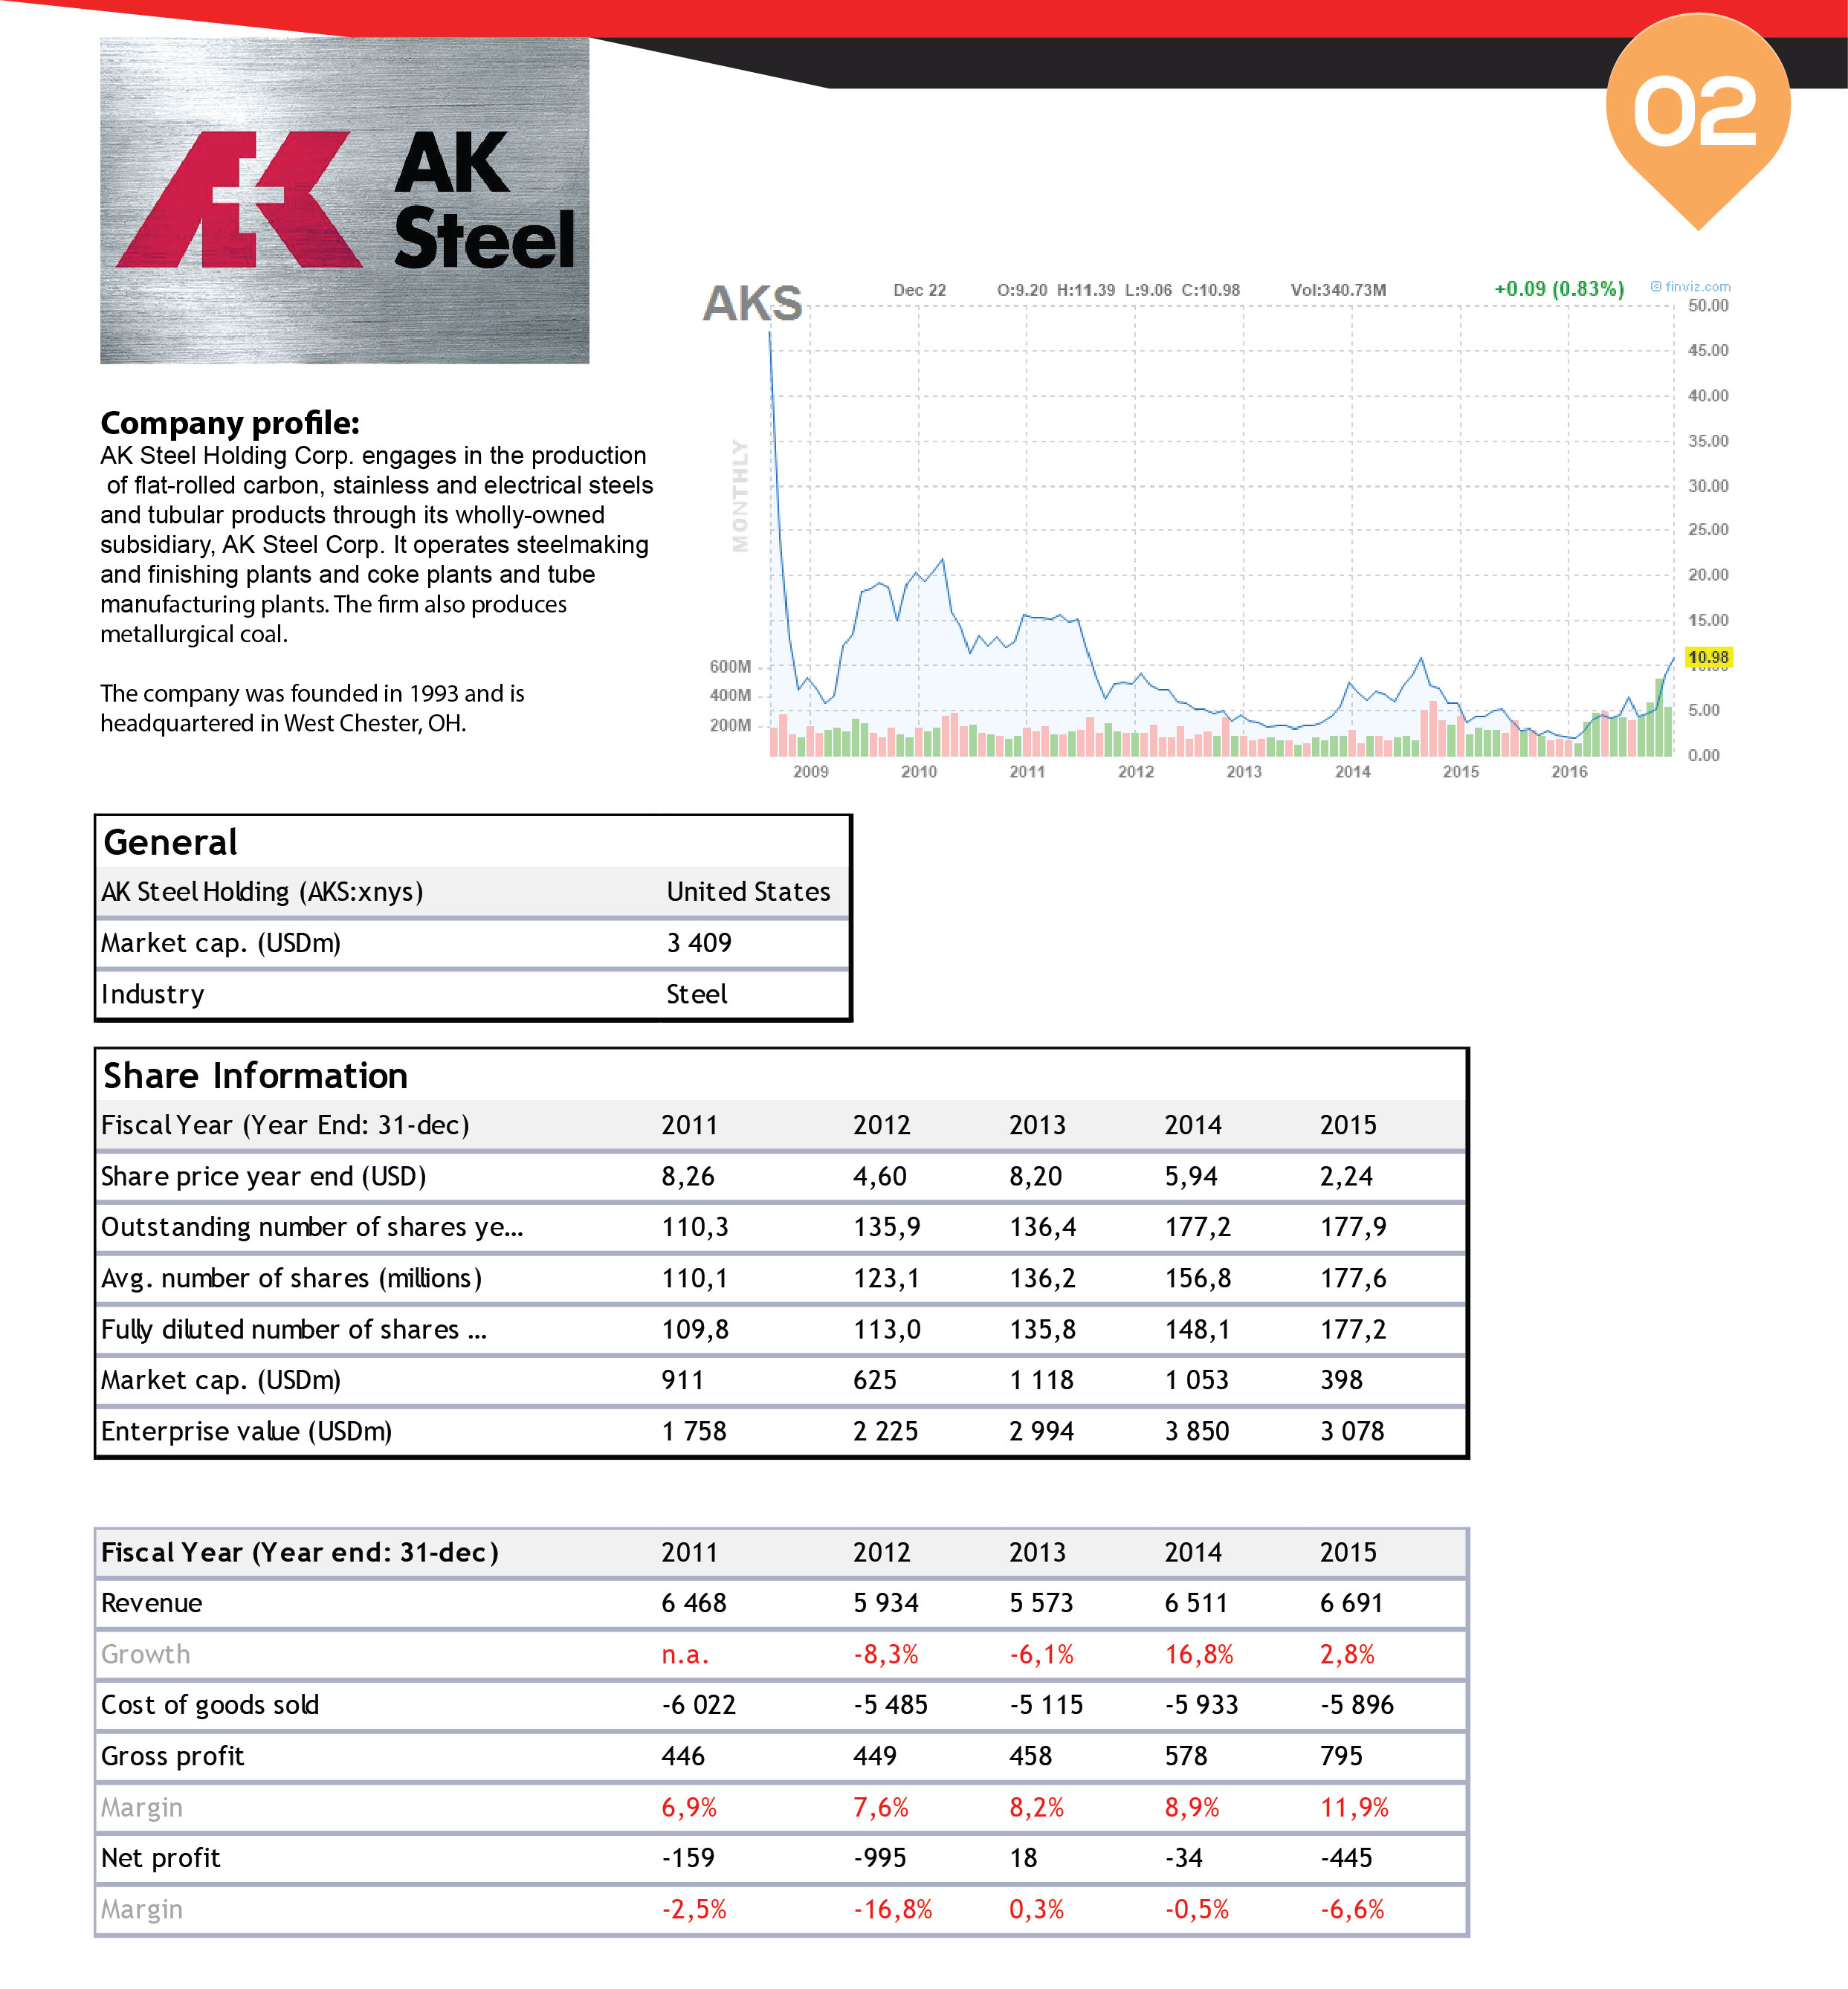 02
AK
Steel
AKS
Dec 22 O:9.20 H:11.39 L:9.06 C:10.98 Vol:340.73M +0.09 (0.83%) © finviz.com
50.00
45.00
40.00
35.00
30.00
25.00
20.00
15.00
10.98
5.00
0.00
MONTHLY
600M
400M
200M
2009 2010 2011 2012 2013 2014 2015 2016
Company profile:
AK Steel Holding Corp. engages in the production
of flat-rolled carbon, stainless and electrical steels
and tubular products through its wholly-owned
subsidiary, AK Steel Corp. It operates steelmaking
and finishing plants and coke plants and tube
manufacturing plants. The firm also produces
metallurgical coal.
The company was founded in 1993 and is
headquartered in West Chester, OH.
General
AK Steel Holding (AKS:xnys) United States
Market cap. (USDm) 3 409
Industry Steel
Share Information
Fiscal Year (Year End: 31-dec) 2011 2012 2013 2014 2015
Share price year end (USD) 8,26 4,60 8,20 5,94 2,24
Outstanding number of shares ye... 110,3 135,9 136,4 177,2 177,9
Avg. number of shares (millions) 110,1 123,1 136,2 156,8 177,6
Fully diluted number of shares ... 109,8 113,0 135,8 148,1 177,2
Market cap. (USDm) 911 625 1 118 1 053 398
Enterprise value (USDm) 1 758 2 225 2 994 3 850 3 078
Fiscal Year (Year end: 31-dec) 2011 2012 2013 2014 2015
Revenue 6 468 5 934 5 573 6 511 6 691
Growth n.a. -8,3% -6,1% 16,8% 2,8%
Cost of goods sold -6 022 -5 485 -5 115 -5 933 -5 896
Gross profit 446 449 458 578 795
Margin 6,9% 7,6% 8,2% 8,9% 11,9%
Net profit -159 -995 18 -34 -445
Margin -2,5% -16,8% 0,3% -0,5% -6,6%